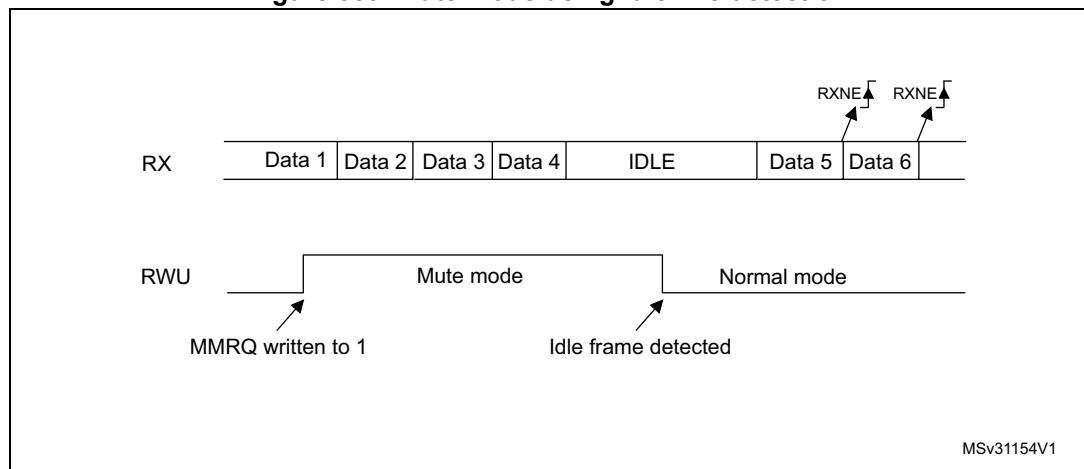 RXNE RXNE
RX Data 1 Data 2 Data 3 Data 4 IDLE Data 5 Data 6
RWU Mute mode Normal mode
MMRQ written to 1 Idle frame detected
MSv31154V1